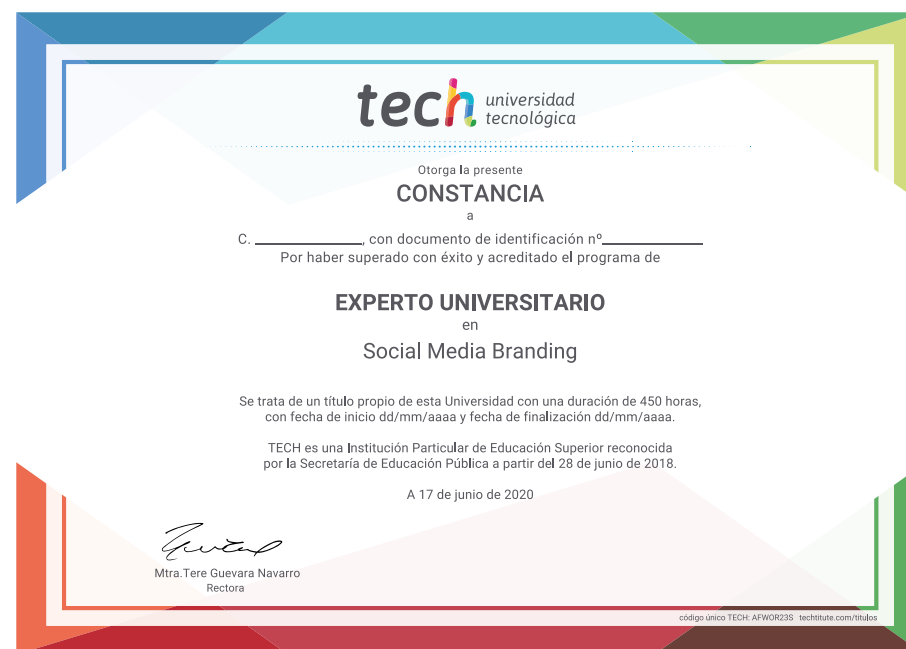 tech universidad
tecnológica
Otorga la presente
CONSTANCIA
a
C. ____________, con documento de identificación nº____________
Por haber superado con éxito y acreditado el programa de
EXPERTO UNIVERSITARIO
en
Social Media Branding
Se trata de un título propio de esta Universidad con una duración de 450 horas,
con fecha de inicio dd/mm/aaaa y fecha de finalización dd/mm/aaaa.
TECH es una Institución Particular de Educación Superior reconocida
por la Secretaría de Educación Pública a partir del 28 de junio de 2018.
A 17 de junio de 2020
Mtra.Tere Guevara Navarro
Rectora
código único TECH: AFWOR23S techtitute.com/titulos